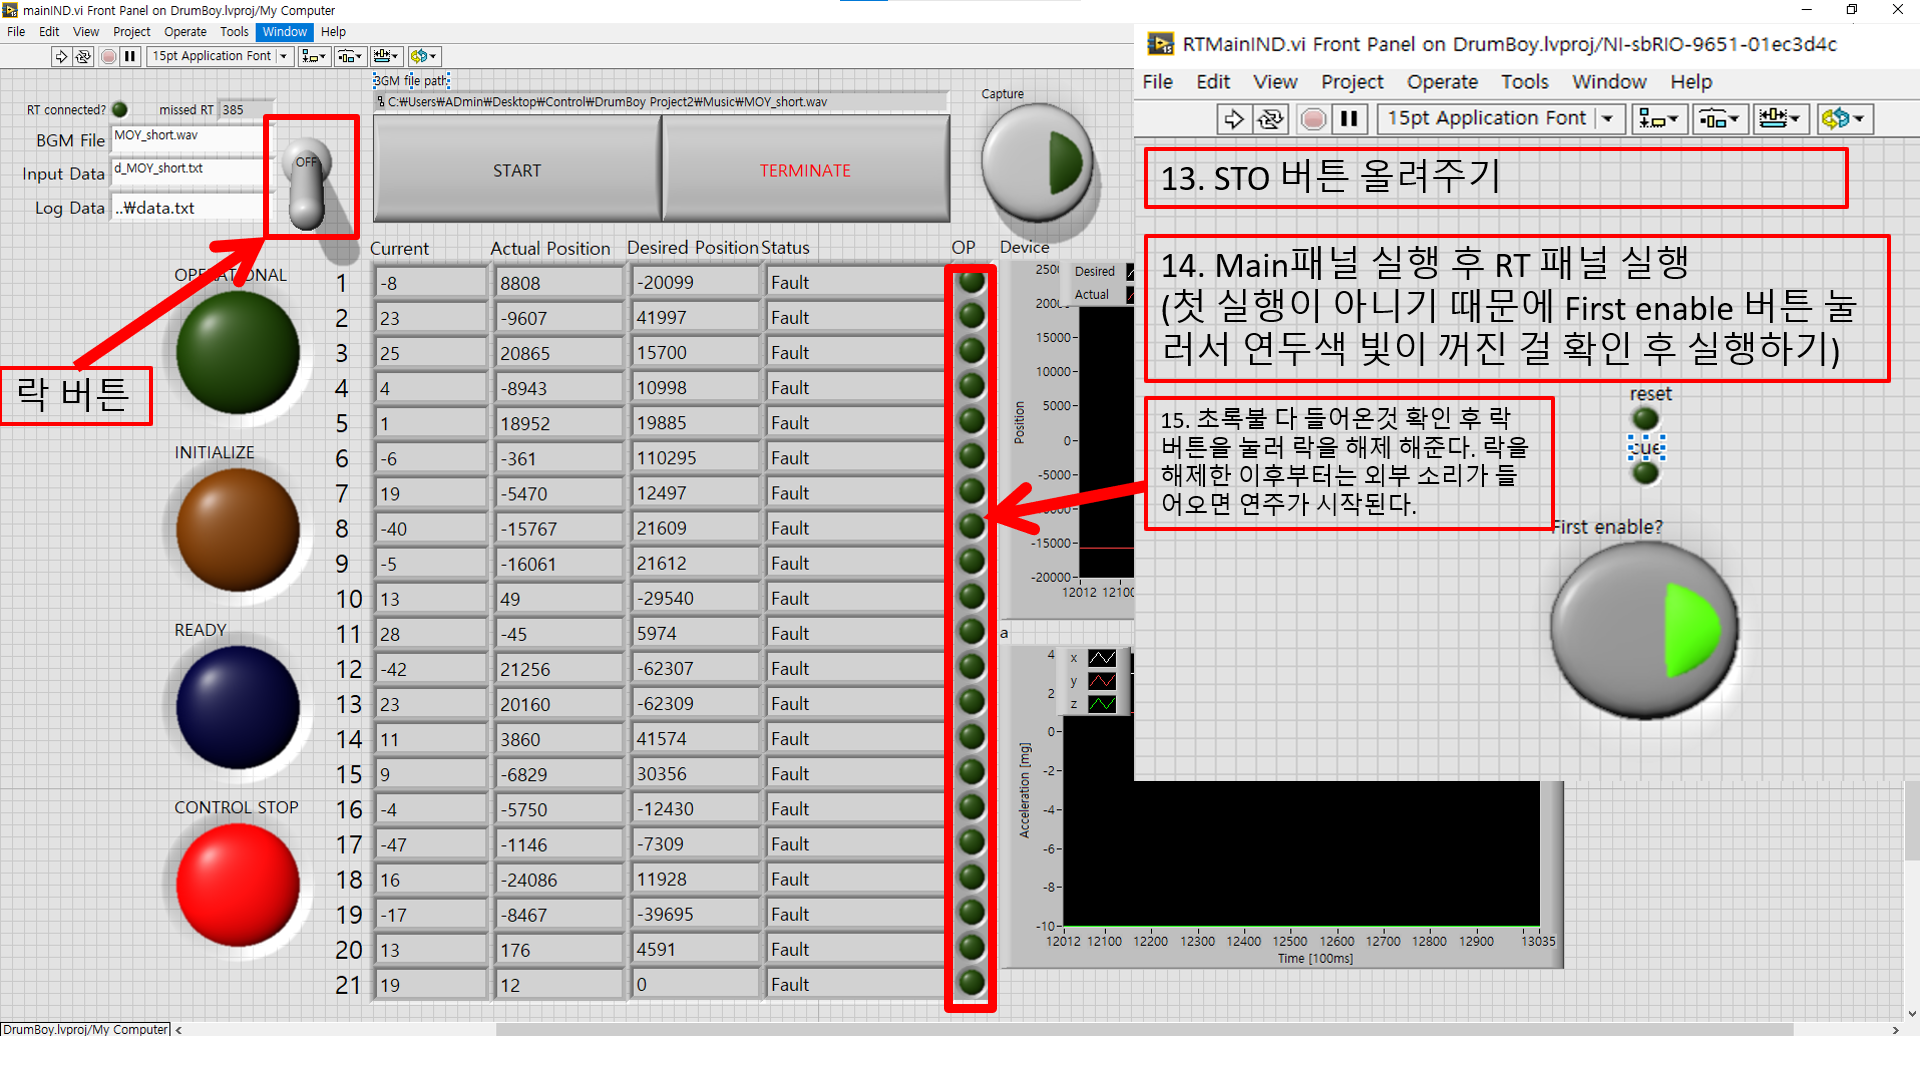 mainIND.vi Front Panel on DrumBoy.lvproj/My Computer
File Edit View Project Operate Tools Window Help
15pt Application Font
RT connected? missed RT 385
BGM File MOY_short.wav
Input Data d_MOY_short.txt
Log Data ..₩data.txt
OFF
BGM file path
C:₩Users₩ADmin₩Desktop₩Control₩DrumBoy Project2₩Music₩MOY_short.wav
START TERMINATE
Capture
락 버튼
OPERATIONAL
INITIALIZE
READY
CONTROL STOP
Current Actual Position Desired Position Status OP Device
1 -8 8808 -20099 Fault
2 23 -9607 41997 Fault
3 25 20865 15700 Fault
4 4 -8943 10998 Fault
5 1 18952 19885 Fault
6 -6 -361 110295 Fault
7 19 -5470 12497 Fault
8 -40 -15767 21609 Fault
9 -5 -16061 21612 Fault
10 13 49 -29540 Fault
11 28 -45 5974 Fault
12 -42 21256 -62307 Fault
13 23 20160 -62309 Fault
14 11 3860 41574 Fault
15 9 -6829 30356 Fault
16 -4 -5750 -12430 Fault
17 -47 -1146 -7309 Fault
18 16 -24086 11928 Fault
19 -17 -8467 -39695 Fault
20 13 176 4591 Fault
21 19 12 0 Fault
Desired
Actual
15000
10000
5000
0
-5000
-15000
-20000
Position
12012 1210
a
x
y
z
4
2
0
-2
-4
-6
-8
-10
Acceleration [mg]
12012 12100 12200 12300 12400 12500 12600 12700 12800 12900 13035
Time [100ms]
DrumBoy.lvproj/My Computer
RTMainIND.vi Front Panel on DrumBoy.lvproj/NI-sbRIO-9651-01ec3d4c
File Edit View Project Operate Tools Window Help
15pt Application Font
13. STO 버튼 올려주기
14. Main패널 실행 후 RT 패널 실행
(첫 실행이 아니기 때문에 First enable 버튼 눌
러서 연두색 빛이 꺼진 걸 확인 후 실행하기)
15. 초록불 다 들어온것 확인 후 락
버튼을 눌러 락을 해제 해준다. 락을
해제한 이후부터는 외부 소리가 들
어오면 연주가 시작된다.
reset
cue
First enable?